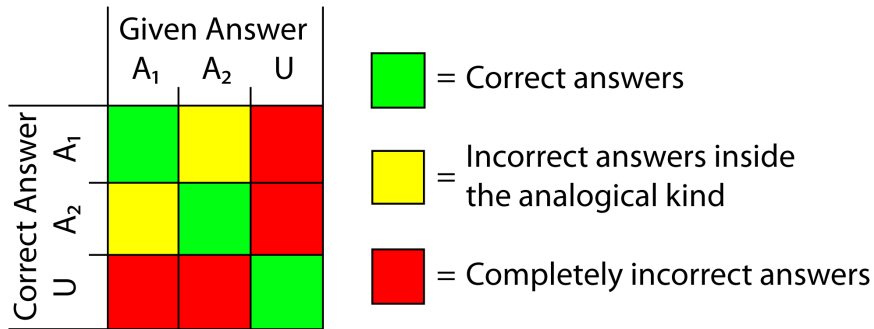 Given Answer
A₁ A₂ U
Correct Answer
A₁
A₂
U
= Correct answers
= Incorrect answers inside
the analogical kind
= Completely incorrect answers